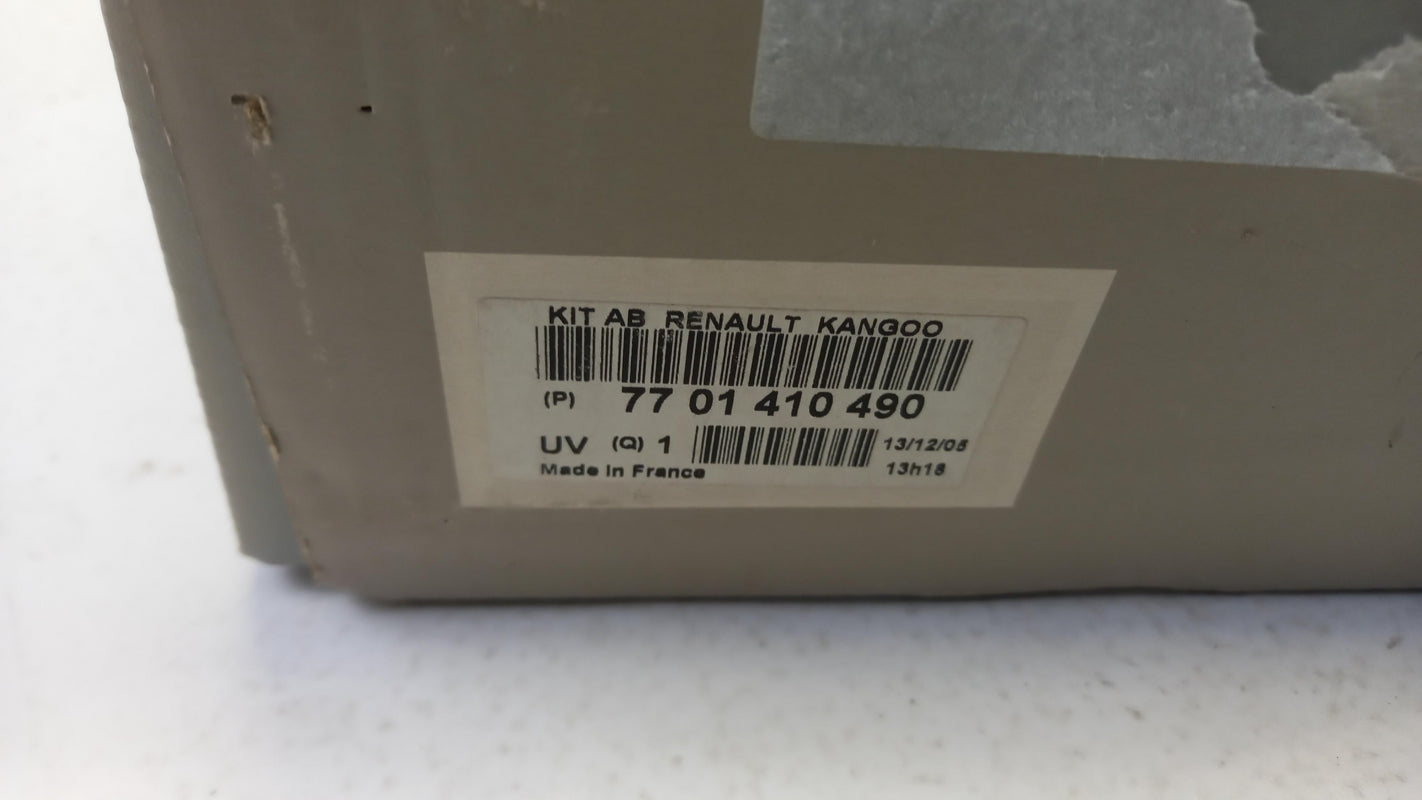 KIT AB RENAULT KANGOO
(P) 77 01 410 490
UV (Q) 1 13/12/05
Made in France 13h18